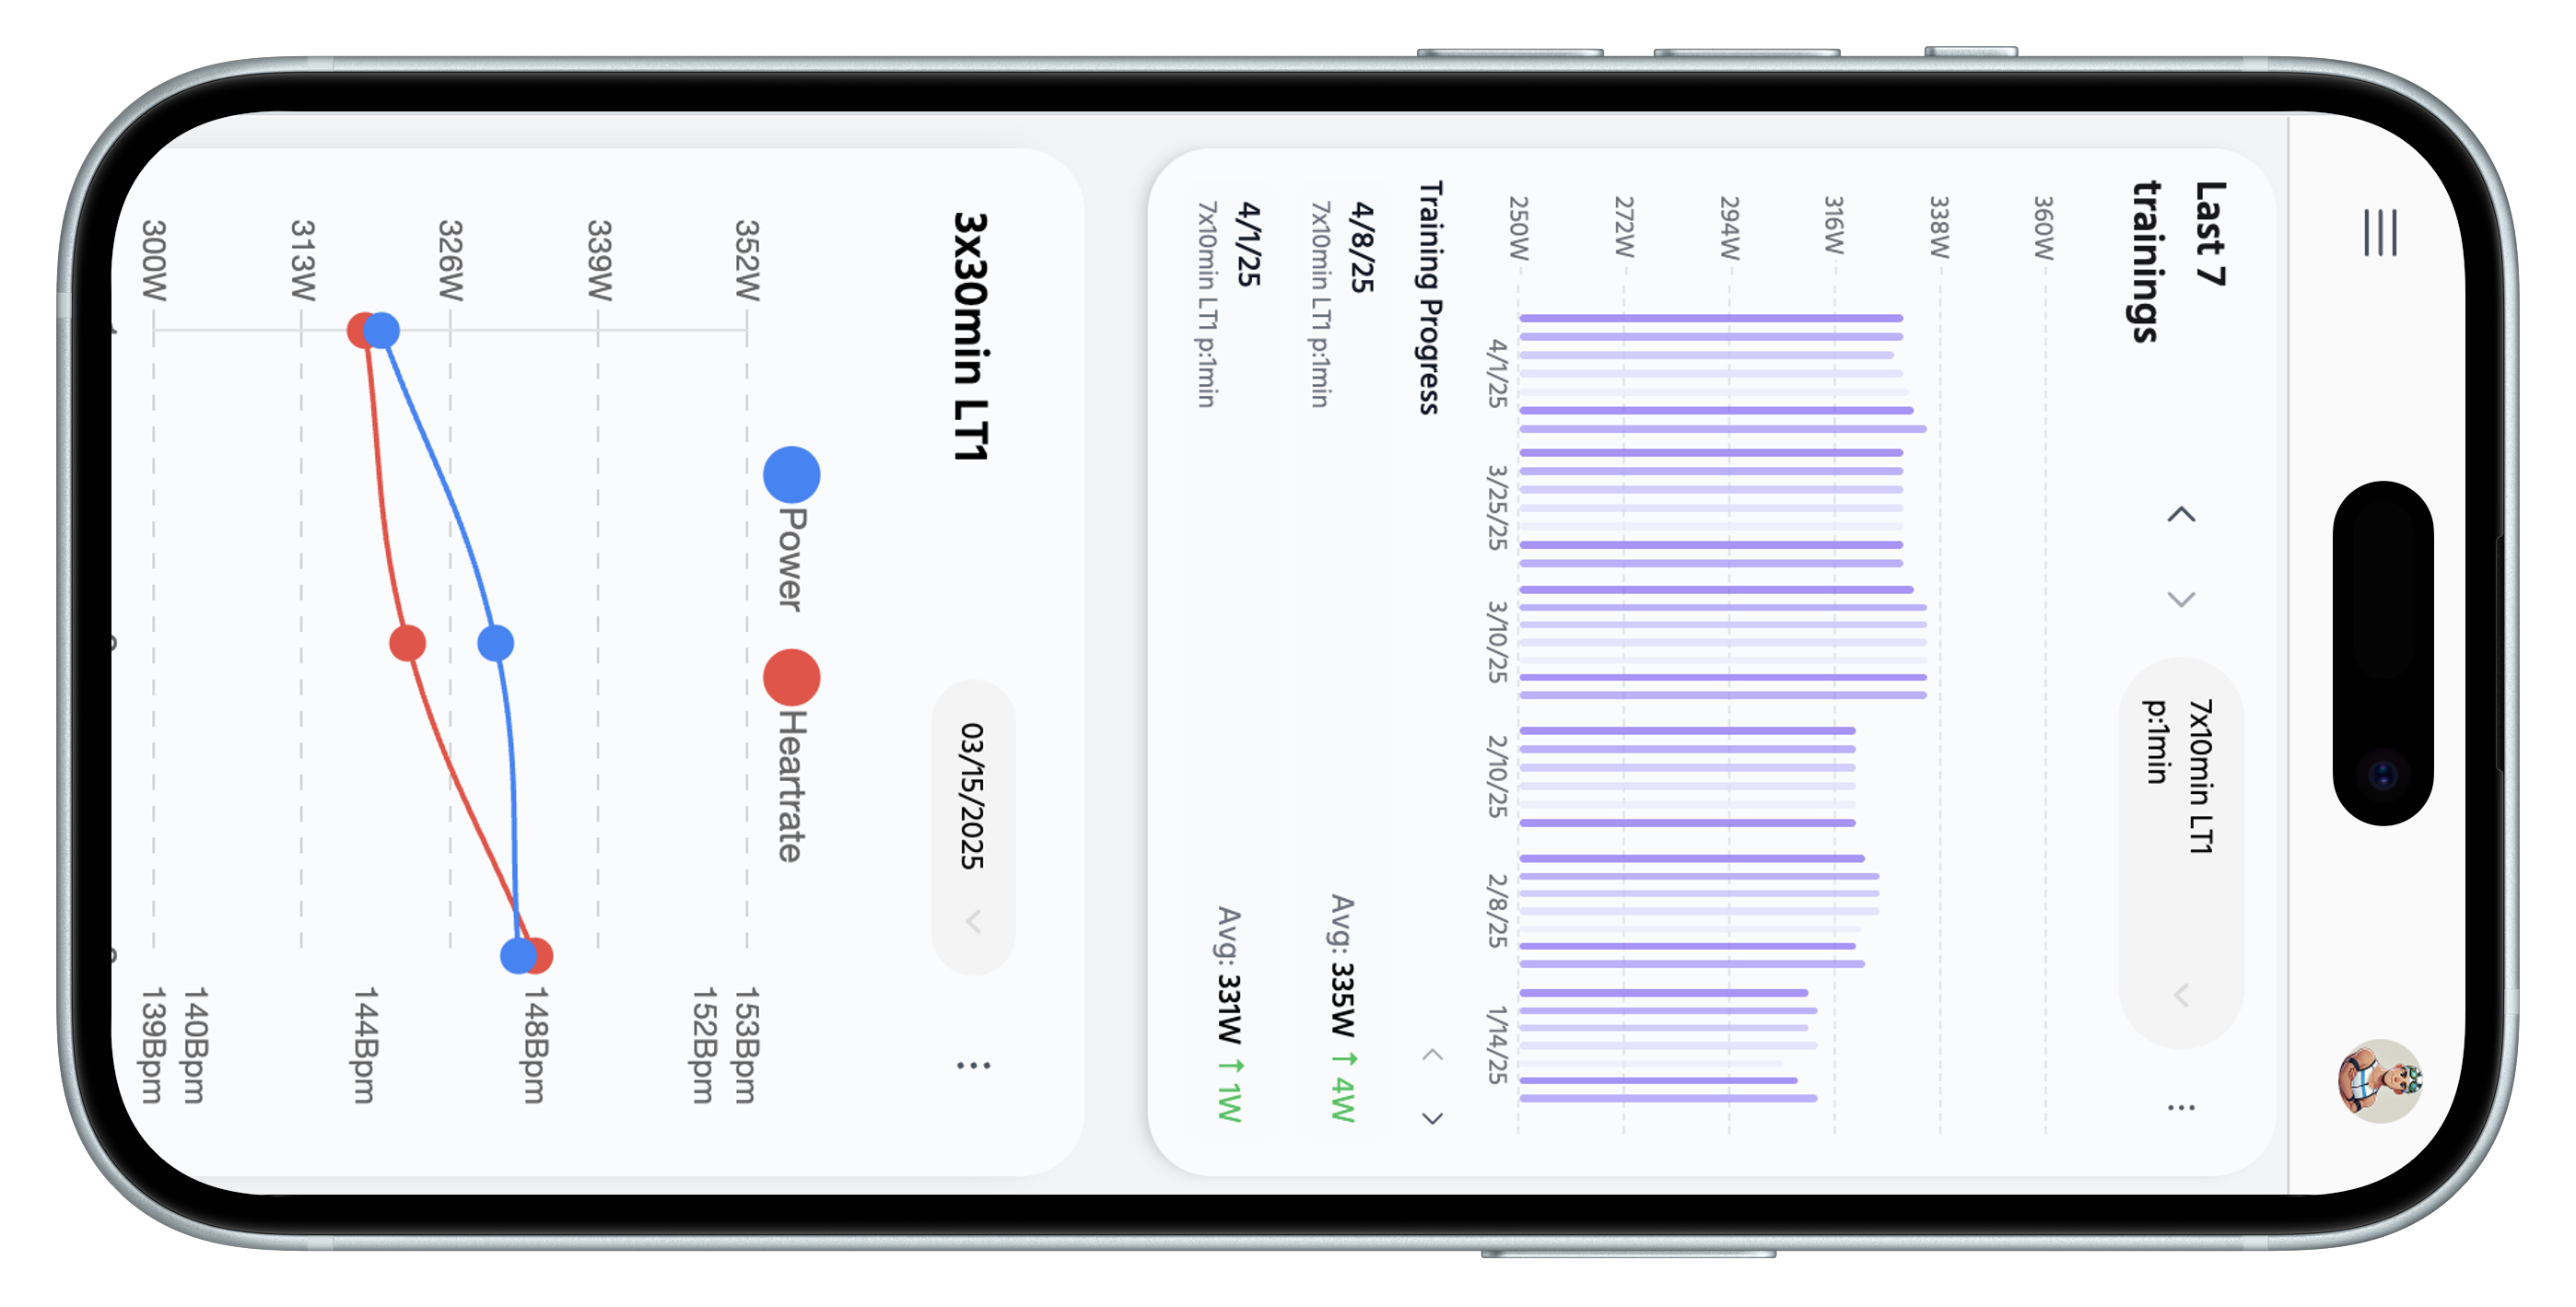 Last 7
trainings
7x10min LT1
p:1min
360W
338W
316W
294W
272W
250W
4/1/25
3/25/25
3/10/25
2/10/25
2/8/25
1/14/25
Training Progress
4/8/25
7x10min LT1 p:1min
Avg: 335W ↑ 4W
4/1/25
7x10min LT1 p:1min
Avg: 331W ↑ 1W
3x30min LT1
03/15/2025
Power
Heartrate
352W
339W
326W
313W
300W
153Bpm
152Bpm
148Bpm
144Bpm
140Bpm
139Bpm